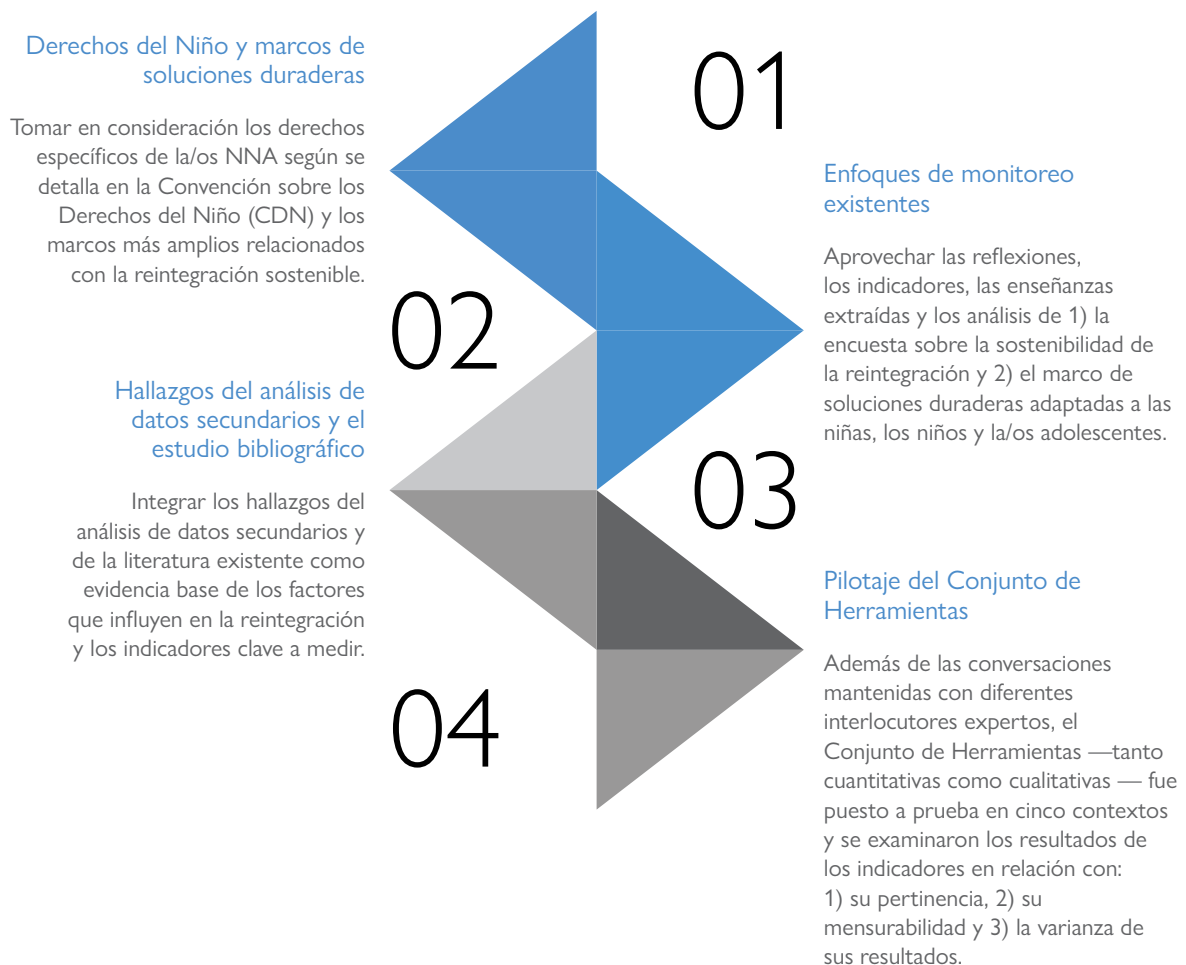 01
Derechos del Niño y marcos de
soluciones duraderas
Tomar en consideración los derechos
específicos de la/os NNA según se
detalla en la Convención sobre los
Derechos del Niño (CDN) y los
marcos más amplios relacionados
con la reintegración sostenible.
02
Enfoques de monitoreo
existentes
Aprovechar las reflexiones,
los indicadores, las enseñanzas
extraídas y los análisis de 1) la
encuesta sobre la sostenibilidad de
la reintegración y 2) el marco de
soluciones duraderas adaptadas a las
niñas, los niños y la/os adolescentes.
03
Hallazgos del análisis de
datos secundarios y el
estudio bibliográfico
Integrar los hallazgos del
análisis de datos secundarios y
de la literatura existente como
evidencia base de los factores
que influyen en la reintegración
y los indicadores clave a medir.
04
Pilotaje del Conjunto de
Herramientas
Además de las conversaciones
mantenidas con diferentes
interlocutores expertos, el
Conjunto de Herramientas —tanto
cuantitativas como cualitativas — fue
puesto a prueba en cinco contextos
y se examinaron los resultados de
los indicadores en relación con:
1) su pertinencia, 2) su
mensurabilidad y 3) la varianza de
sus resultados.